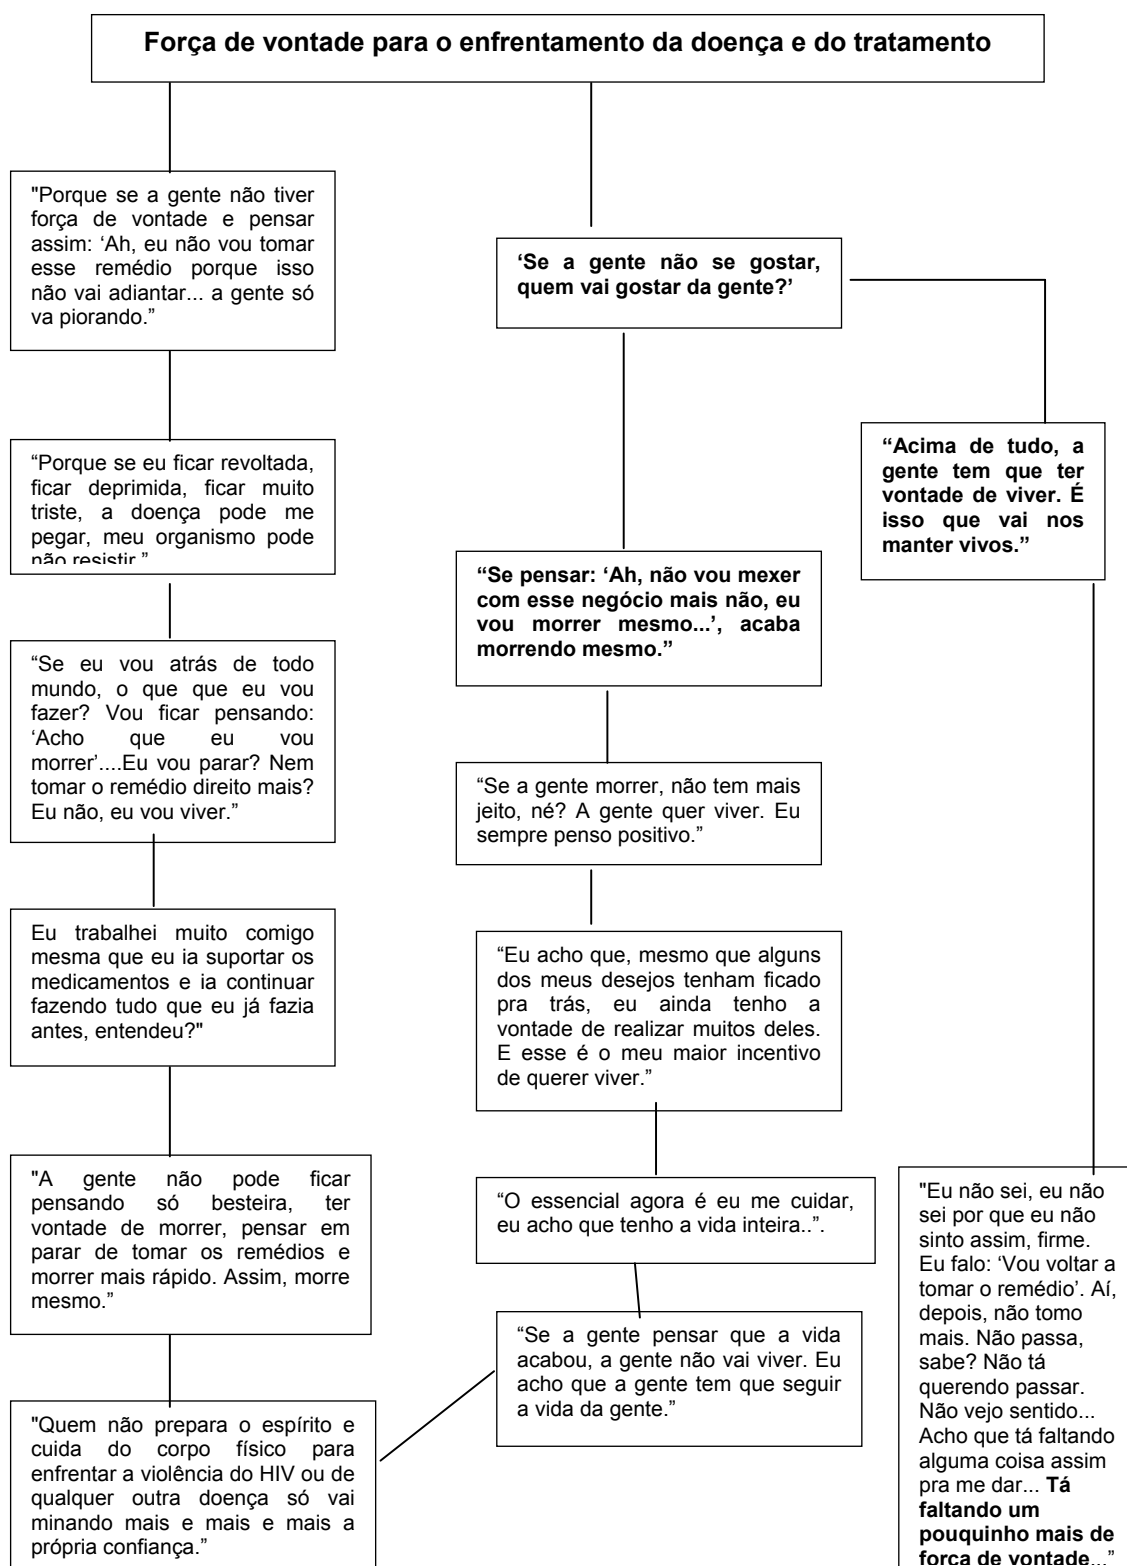 Força de vontade para o enfrentamento da doença e do tratamento
"Porque se a gente não tiver
força de vontade e pensar
assim: ‘Ah, eu não vou tomar
esse remédio porque isso
não vai adiantar... a gente só
va piorando.”
“Porque se eu ficar revoltada,
ficar deprimida, ficar muito
triste, a doença pode me
pegar, meu organismo pode
não resistir.”
“Se eu vou atrás de todo
mundo, o que que eu vou
fazer? Vou ficar pensando:
‘Acho que eu vou
morrer’....Eu vou parar? Nem
tomar o remédio direito mais?
Eu não, eu vou viver.”
Eu trabalhei muito comigo
mesma que eu ia suportar os
medicamentos e ia continuar
fazendo tudo que eu já fazia
antes, entendeu?"
"A gente não pode ficar
pensando só besteira, ter
vontade de morrer, pensar em
parar de tomar os remédios e
morrer mais rápido. Assim, morre
mesmo.”
"Quem não prepara o espírito e
cuida do corpo físico para
enfrentar a violência do HIV ou de
qualquer outra doença só vai
minando mais e mais e mais a
própria confiança.”
‘Se a gente não se gostar,
quem vai gostar da gente?’
“Se pensar: ‘Ah, não vou mexer
com esse negócio mais não, eu
vou morrer mesmo...’, acaba
morrendo mesmo.”
“Se a gente morrer, não tem mais
jeito, né? A gente quer viver. Eu
sempre penso positivo.”
“Eu acho que, mesmo que alguns
dos meus desejos tenham ficado
pra trás, eu ainda tenho a
vontade de realizar muitos deles.
E esse é o meu maior incentivo
de querer viver.”
“O essencial agora é eu me cuidar,
eu acho que tenho a vida inteira..”.
“Se a gente pensar que a vida
acabou, a gente não vai viver. Eu
acho que a gente tem que seguir
a vida da gente.”
“Acima de tudo, a
gente tem que ter
vontade de viver. É
isso que vai nos
manter vivos.”
"Eu não sei, eu não
sei por que eu não
sinto assim, firme.
Eu falo: ‘Vou voltar a
tomar o remédio’. Aí,
depois, não tomo
mais. Não passa,
sabe? Não tá
querendo passar.
Não vejo sentido...
Acho que tá faltando
alguma coisa assim
pra me dar... Tá
faltando um
pouquinho mais de
força de vontade...”